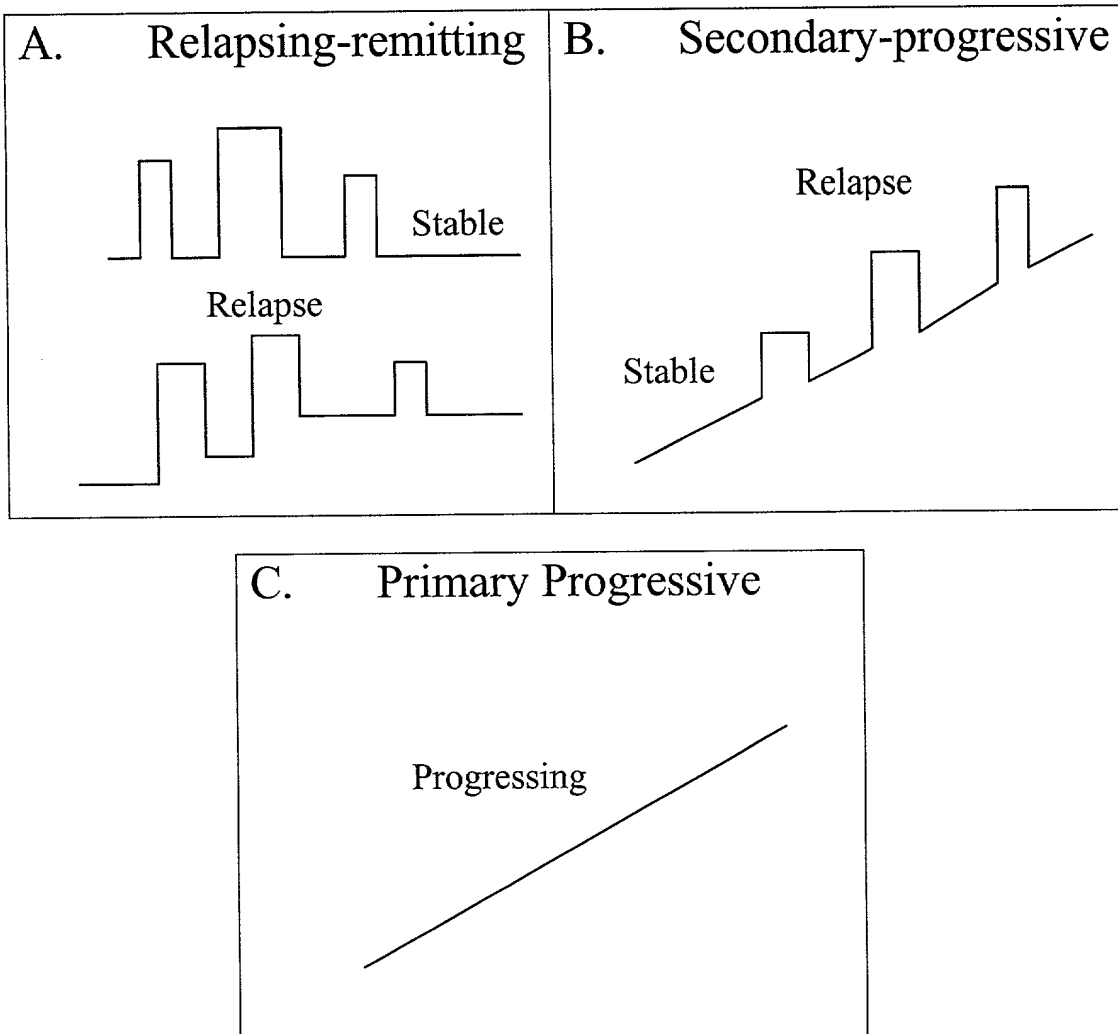 A. Relapsing-remitting
Stable
Relapse
B. Secondary-progressive
Relapse
Stable
C. Primary Progressive
Progressing